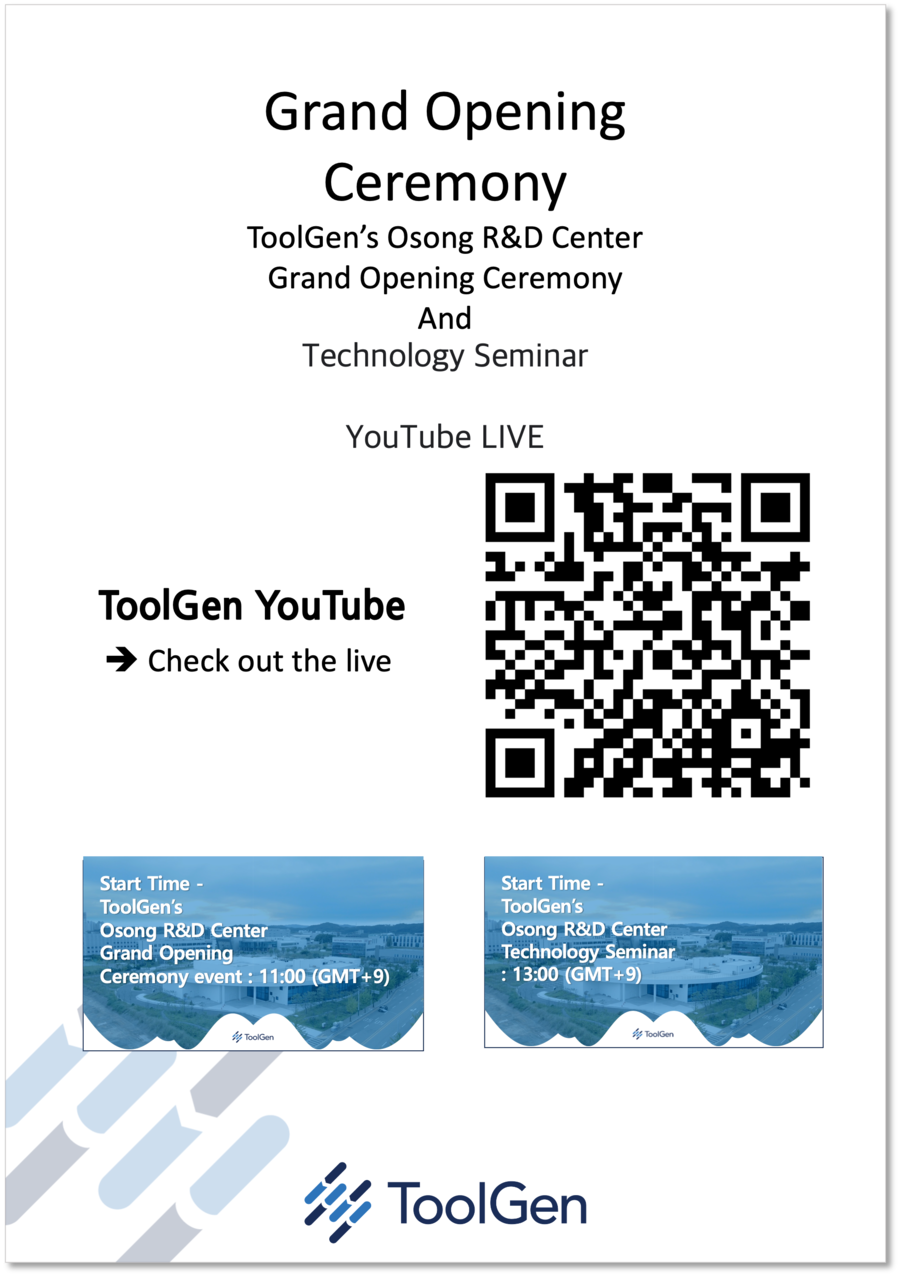 Grand Opening
Ceremony
ToolGen’s Osong R&D Center
Grand Opening Ceremony
And
Technology Seminar
YouTube LIVE
ToolGen YouTube
➔ Check out the live
Start Time -
ToolGen’s
Osong R&D Center
Grand Opening
Ceremony event : 11:00 (GMT+9)
ToolGen
Start Time -
ToolGen’s
Osong R&D Center
Technology Seminar
: 13:00 (GMT+9)
ToolGen
ToolGen